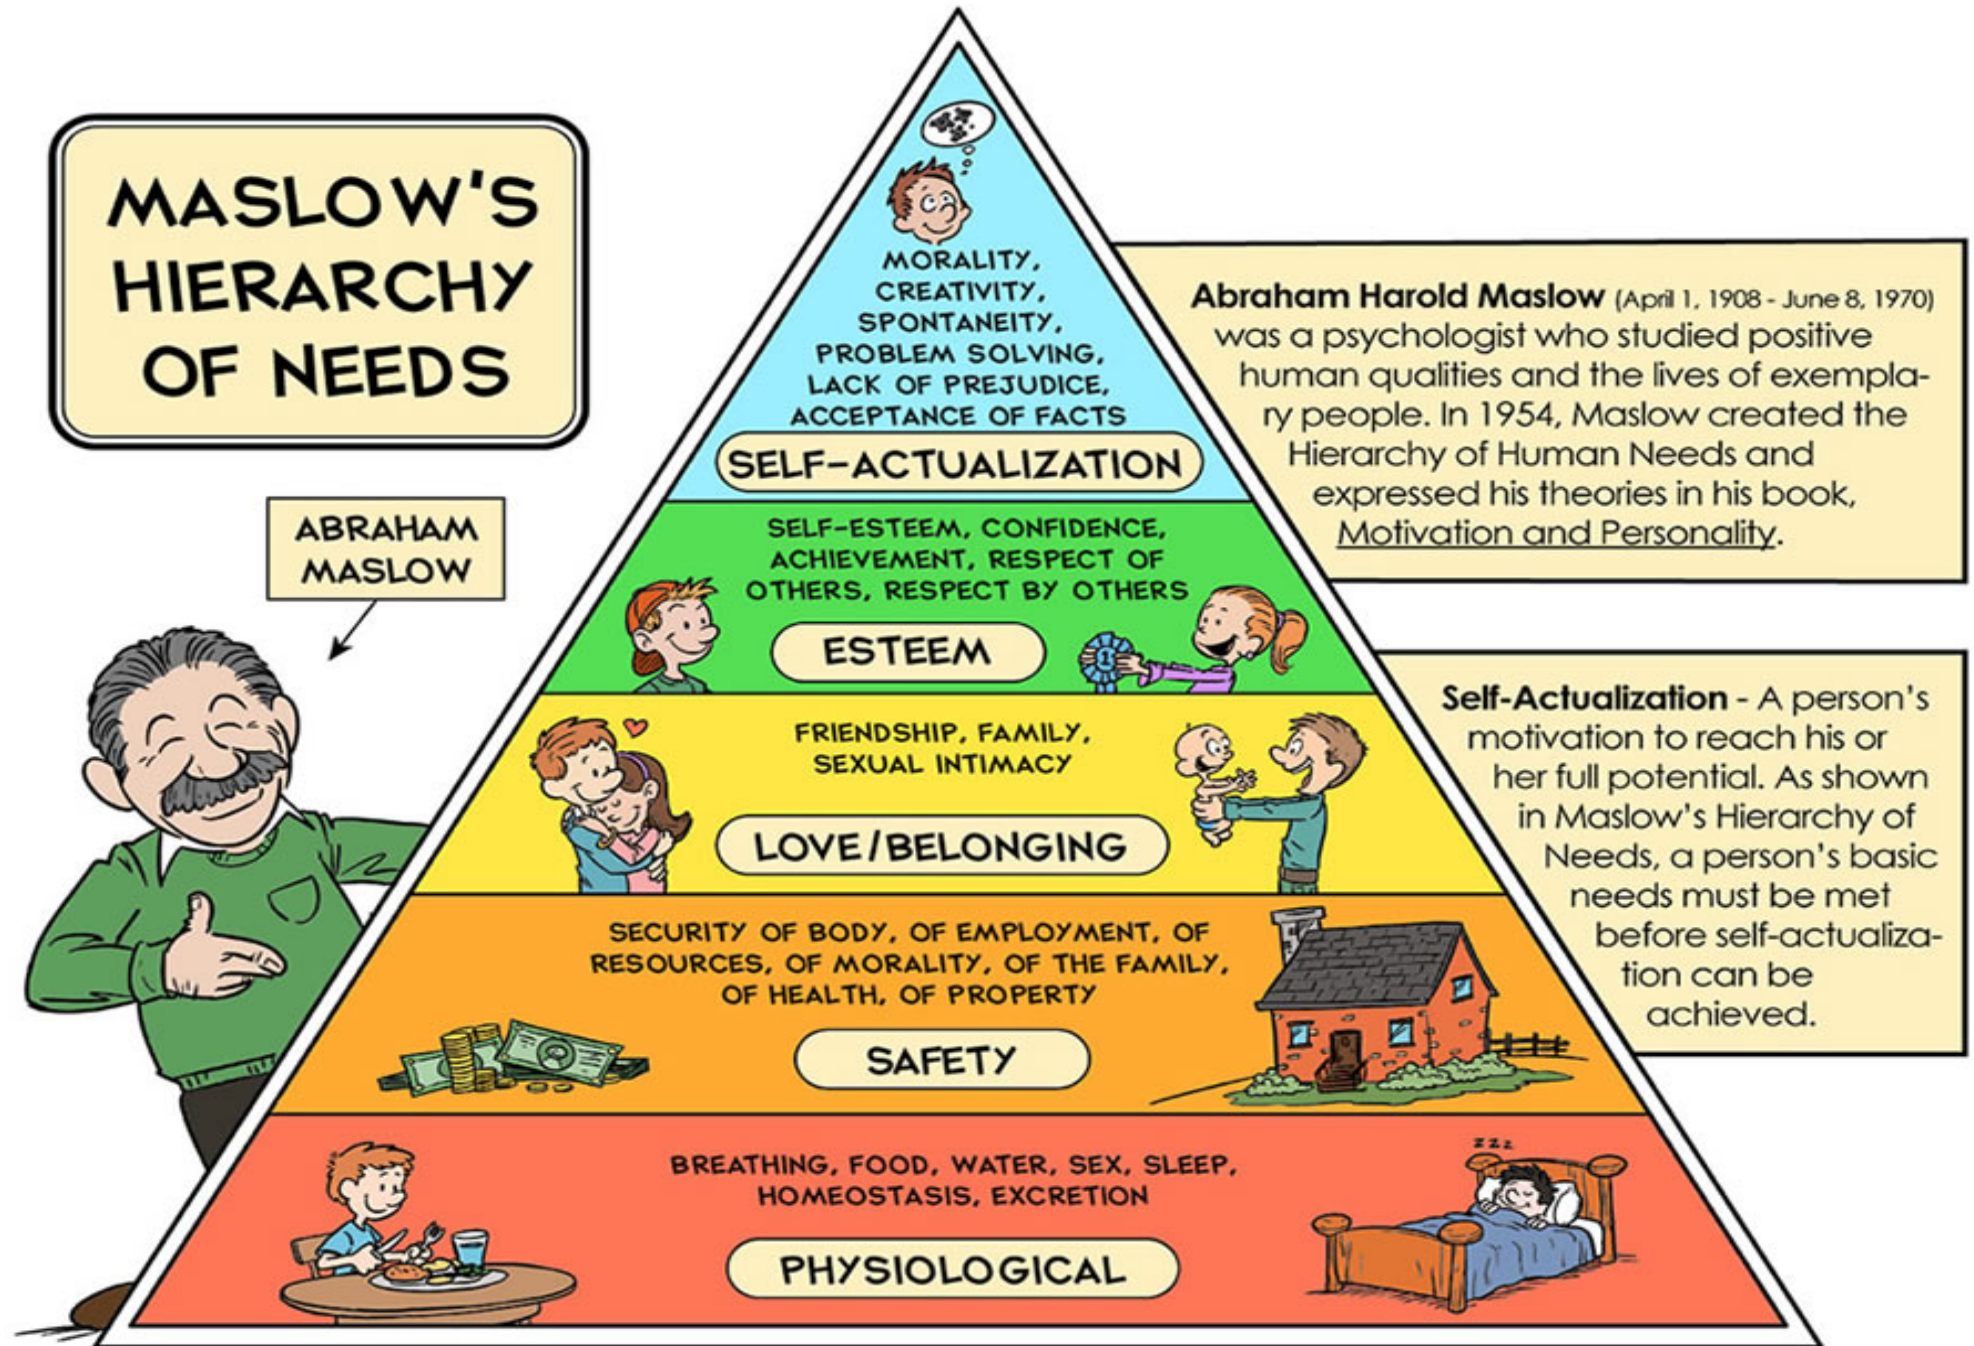 MASLOW'S
HIERARCHY
OF NEEDS
ABRAHAM
MASLOW
MORALITY,
CREATIVITY,
SPONTANEITY,
PROBLEM SOLVING,
LACK OF PREJUDICE,
ACCEPTANCE OF FACTS
SELF-ACTUALIZATION
SELF-ESTEEM, CONFIDENCE,
ACHIEVEMENT, RESPECT OF
OTHERS, RESPECT BY OTHERS
ESTEEM
1
FRIENDSHIP, FAMILY,
SEXUAL INTIMACY
LOVE/BELONGING
SECURITY OF BODY, OF EMPLOYMENT, OF
RESOURCES, OF MORALITY, OF THE FAMILY,
OF HEALTH, OF PROPERTY
SAFETY
BREATHING, FOOD, WATER, SEX, SLEEP,
HOMEOSTASIS, EXCRETION
PHYSIOLOGICAL
zzz
Abraham Harold Maslow (April 1, 1908 - June 8, 1970)
was a psychologist who studied positive
human qualities and the lives of exempla-
ry people. In 1954, Maslow created the
Hierarchy of Human Needs and
expressed his theories in his book,
Motivation and Personality.
Self-Actualization - A person's
motivation to reach his or
her full potential. As shown
in Maslow's Hierarchy of
Needs, a person's basic
needs must be met
before self-actualiza-
tion can be
achieved.